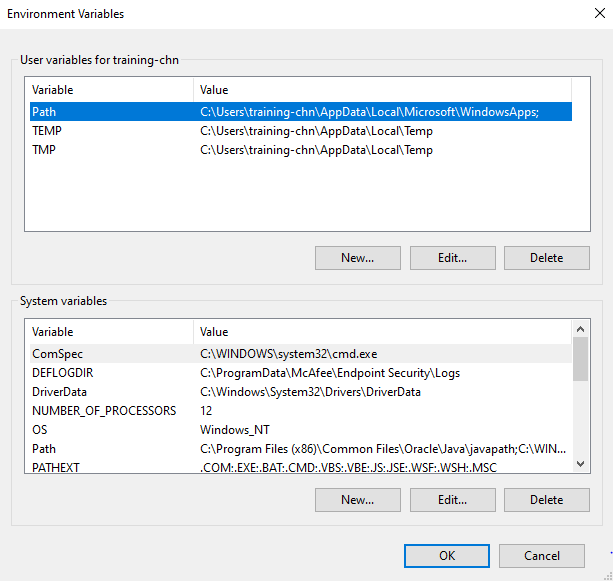 Environment Variables
User variables for training-chn
Variable Value
Path C:\Users\training-chn\AppData\Local\Microsoft\WindowsApps;
TEMP C:\Users\training-chn\AppData\Local\Temp
TMP C:\Users\training-chn\AppData\Local\Temp
New... Edit... Delete
System variables
Variable Value
ComSpec C:\WINDOWS\system32\cmd.exe
DEFLOGDIR C:\ProgramData\McAfee\Endpoint Security\Logs
DriverData C:\Windows\System32\Drivers\DriverData
NUMBER_OF_PROCESSORS 12
OS Windows_NT
Path C:\Program Files (x86)\Common Files\Oracle\Java\javapath;C:\WIN...
PATHEXT .COM;.EXE;.BAT;.CMD;.VBS;.VBE;.JS;.JSE;.WSF;.WSH;.MSC
New... Edit... Delete
OK Cancel